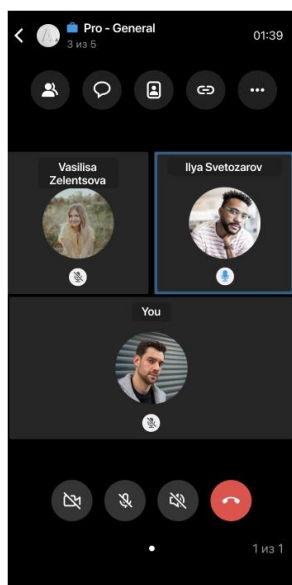 Pro - General
01:39
3 из 5
Vasilisa
Zelentsova
Ilya Svetozarov
You
1 из 1